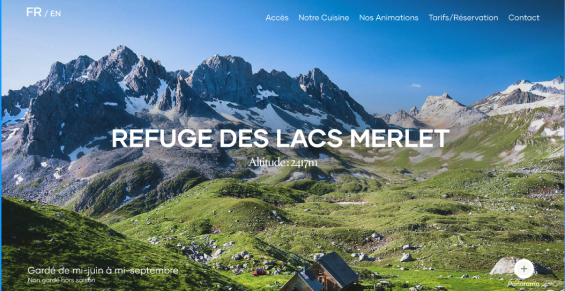 FR / EN
Accès Notre Cuisine Nos Animations Tarifs/Réservation Contact
REFUGE DES LACS MERLET
Altitude : 2417m
Gardé de mi-juin à mi-septembre
Non gardé hors saison
+
Panorama